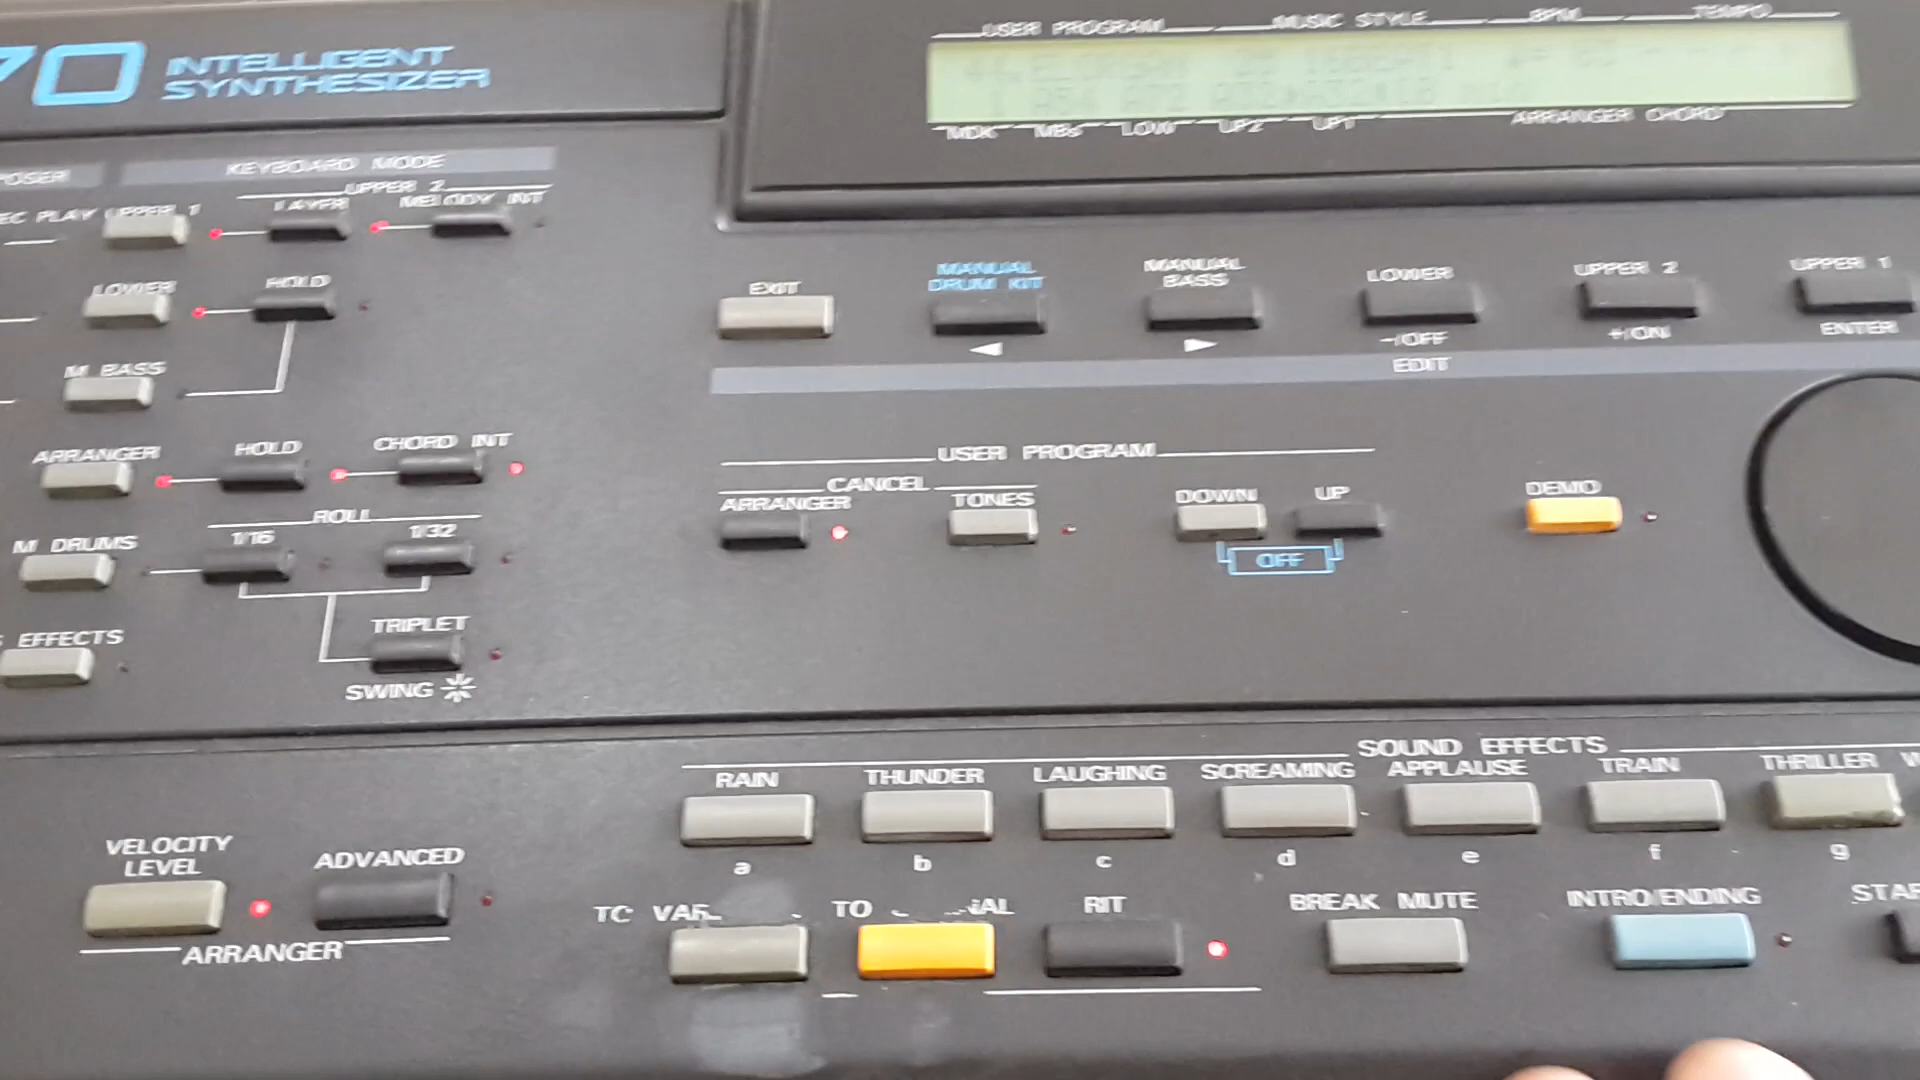 70 INTELLIGENT
SYNTHESIZER
USER PROGRAM MUSIC STYLE BPM TEMPO
MDK MBs LOW UP2 UP1 ARRANGER CHORD
KEYBOARD MODE
UPPER 2
PLAY UPPER 1 LAYER MELODY INT
LOWER HOLD
M BASS
ARRANGER HOLD CHORD INT
ROLL
M DRUMS 1/16 1/32
EFFECTS TRIPLET
SWING
EXIT MANUAL DRUM KIT MANUAL BASS LOWER UPPER 2 UPPER 1
-/OFF +/ON ENTER
EDIT
USER PROGRAM
CANCEL
ARRANGER TONES DOWN UP DEMO
OFF
SOUND EFFECTS
RAIN THUNDER LAUGHING SCREAMING APPLAUSE TRAIN THRILLER
a b c d e f g
VELOCITY
LEVEL ADVANCED
ARRANGER
TO RIT BREAK MUTE INTRO/ENDING